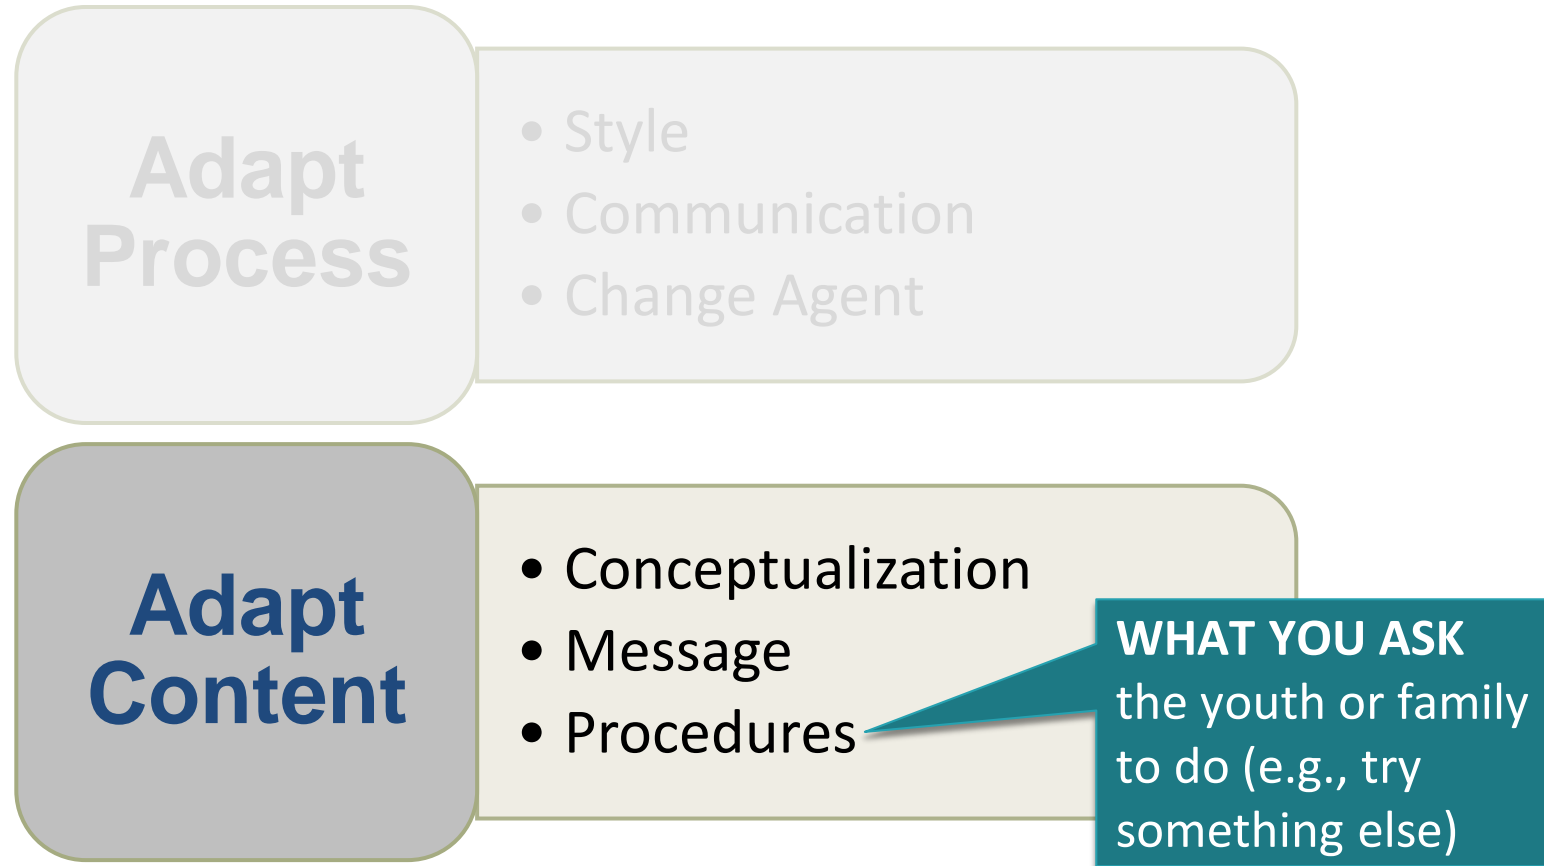 Adapt
Process
• Style
• Communication
• Change Agent
Adapt
Content
• Conceptualization
• Message
• Procedures
WHAT YOU ASK
the youth or family
to do (e.g., try
something else)